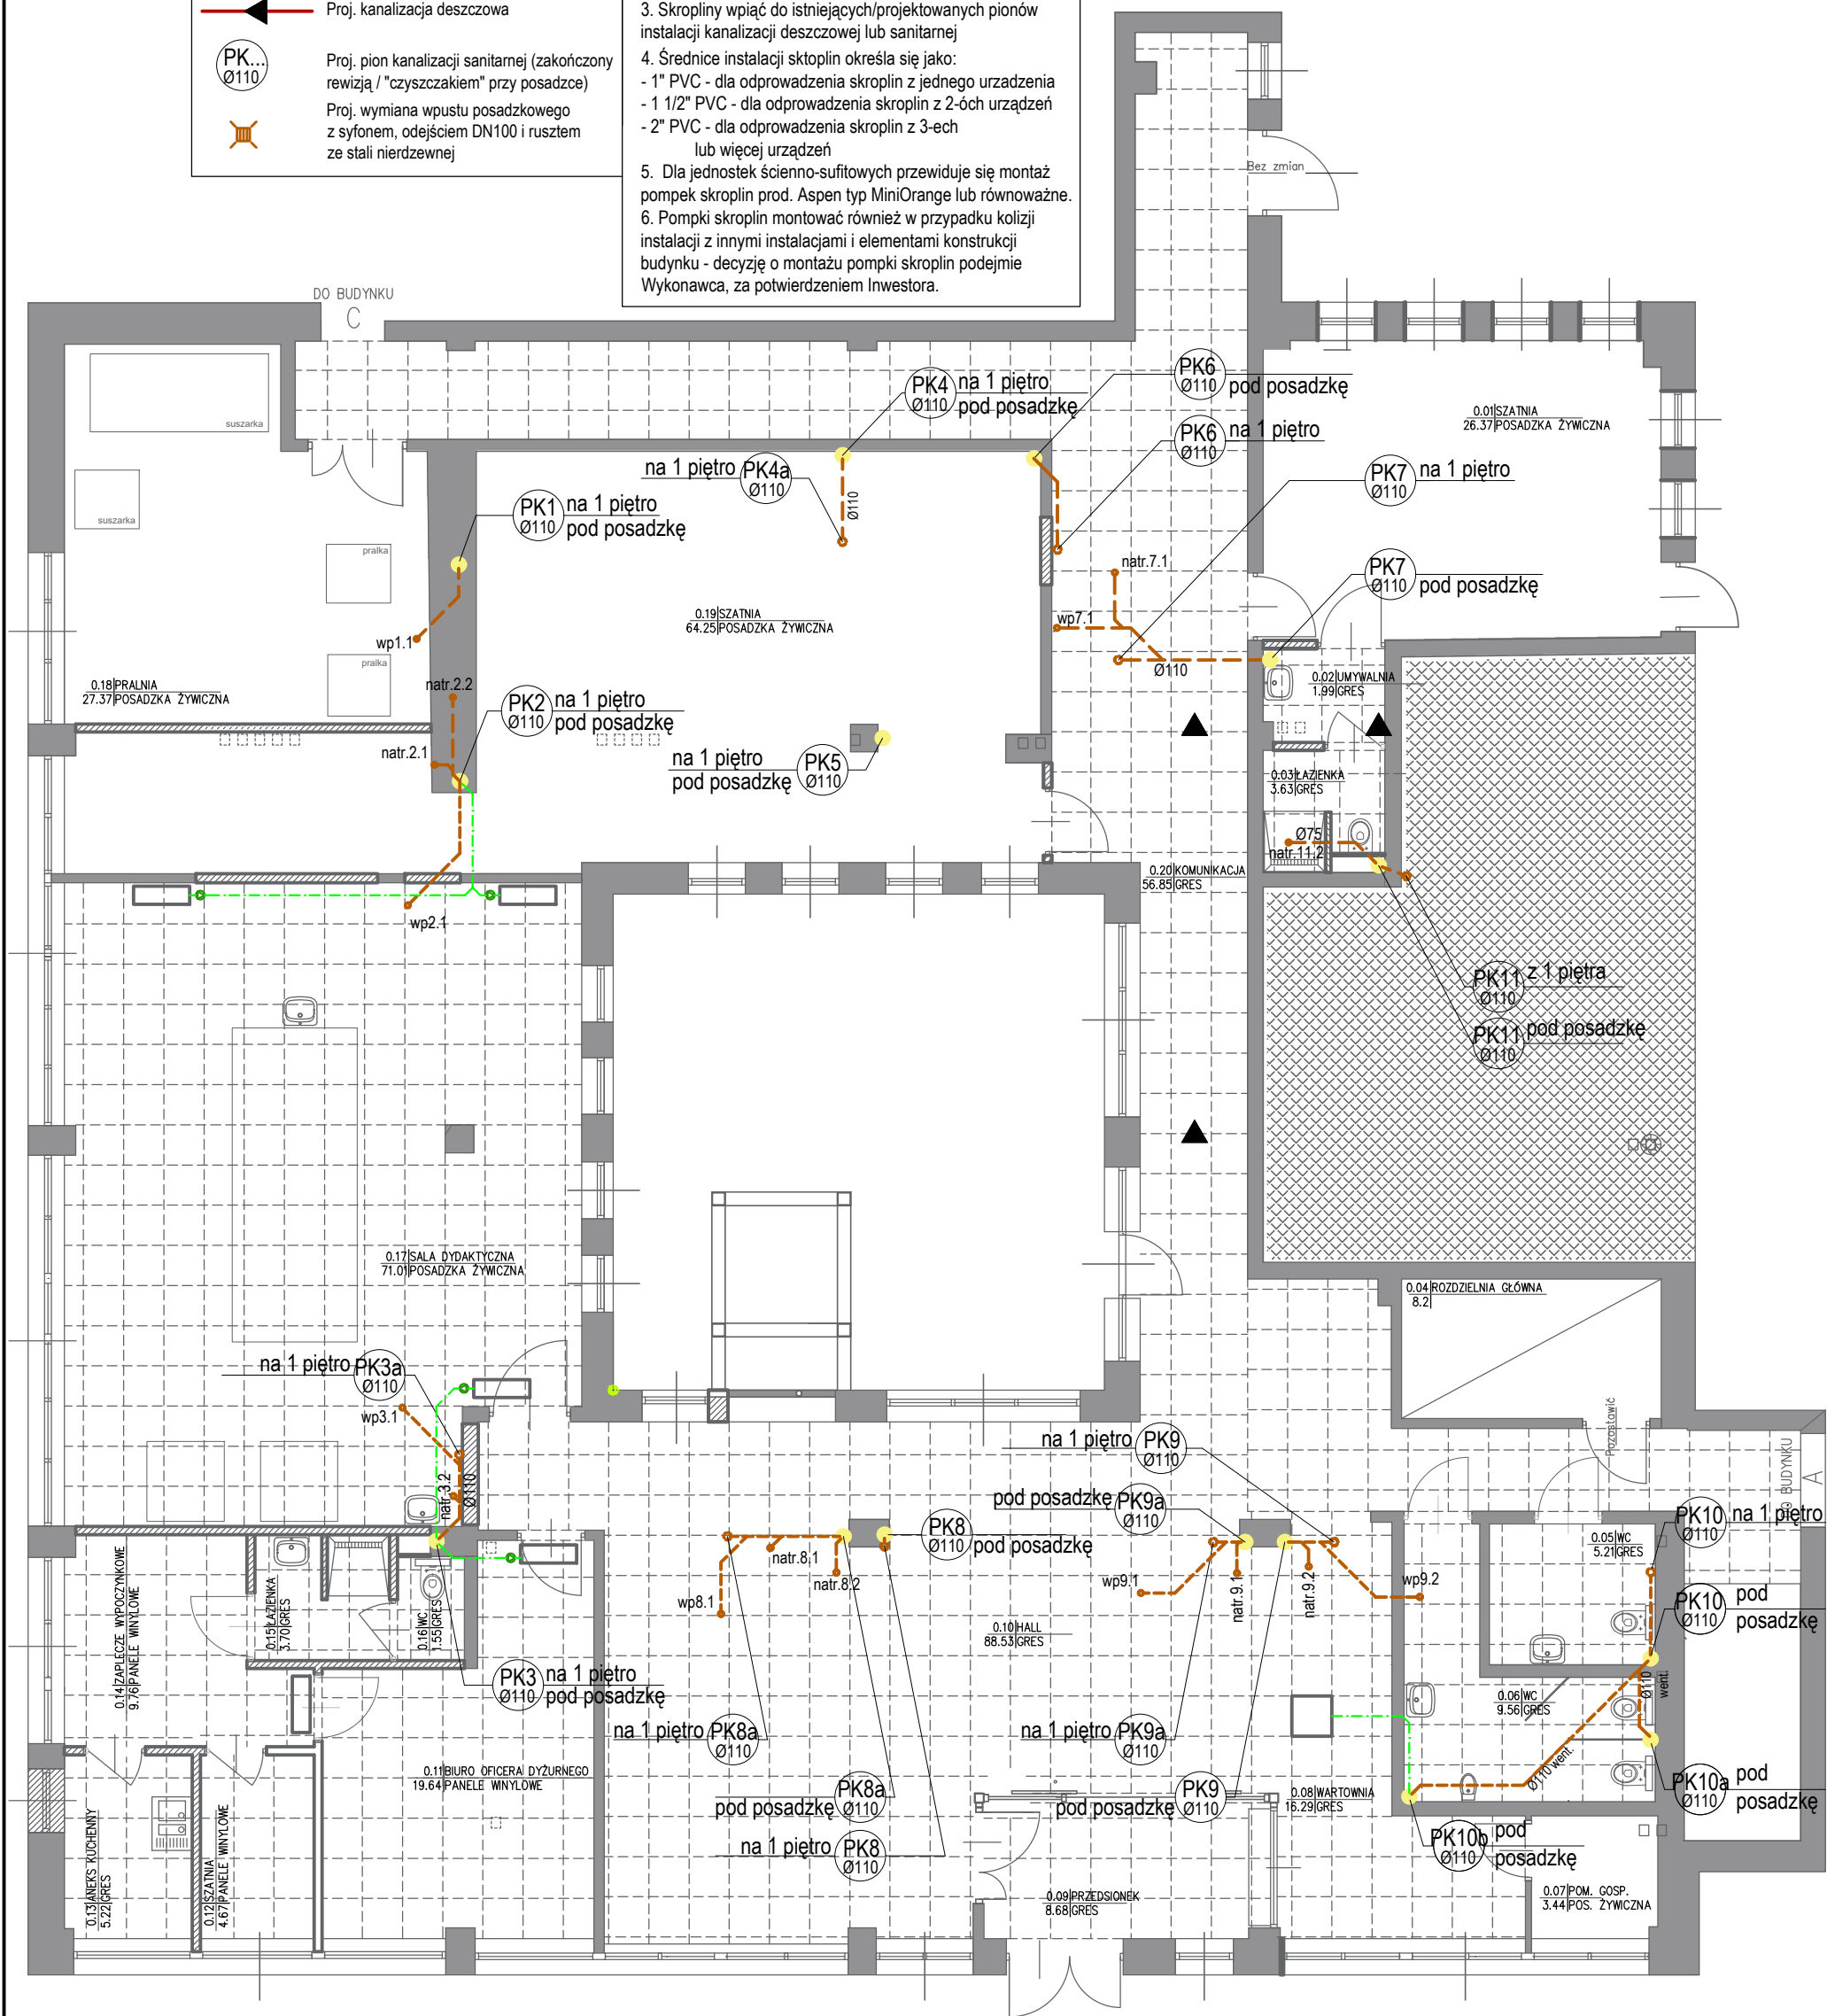 Proj. kanalizacja deszczowa
PK...
Ø110
Proj. pion kanalizacji sanitarnej (zakończony
rewizją / "czyszczakiem" przy posadzce)
Proj. wymiana wpustu posadzkowego
z syfonem, odejściem DN100 i rusztem
ze stali nierdzewnej
3. Skropliny wpiąć do istniejących/projektowanych pionów
instalacji kanalizacji deszczowej lub sanitarnej
4. Średnice instalacji sktoplin określa się jako:
- 1" PVC - dla odprowadzenia skroplin z jednego urzadzenia
- 1 1/2" PVC - dla odprowadzenia skroplin z 2-óch urządzeń
- 2" PVC - dla odprowadzenia skroplin z 3-ech
lub więcej urządzeń
5. Dla jednostek ścienno-sufitowych przewiduje się montaż
pompek skroplin prod. Aspen typ MiniOrange lub równoważne.
6. Pompki skroplin montować również w przypadku kolizji
instalacji z innymi instalacjami i elementami konstrukcji
budynku - decyzję o montażu pompki skroplin podejmie
Wykonawca, za potwierdzeniem Inwestora.
Bez zmian
DO BUDYNKU
C
suszarka
suszarka
pralka
pralka
PK4
Ø110
na 1 piętro
pod posadzkę
PK6
Ø110
pod posadzkę
PK6
Ø110
na 1 piętro
0.01 SZATNIA
26.37 POSADZKA ŻYWICZNA
na 1 piętro
PK4a
Ø110
Ø110
PK7
Ø110
na 1 piętro
PK1
Ø110
na 1 piętro
pod posadzkę
natr.7.1
PK7
Ø110
pod posadzkę
0.19 SZATNIA
64.25 POSADZKA ŻYWICZNA
wp7.1
wp1.1
Ø110
0.18 PRALNIA
27.37 POSADZKA ŻYWICZNA
natr.2.2
PK2
Ø110
na 1 piętro
pod posadzkę
0.02 UMYWALNIA
1.99 GRES
natr.2.1
na 1 piętro
pod posadzkę
PK5
Ø110
0.03 ŁAZIENKA
3.63 GRES
Ø75
natr.11.2
0.20 KOMUNIKACJA
56.85 GRES
wp2.1
PK11
Ø110
z 1 piętra
PK11
Ø110
pod posadzkę
0.17 SALA DYDAKTYCZNA
71.01 POSADZKA ŻYWICZNA
0.04 ROZDZIELNIA GŁÓWNA
8.2
na 1 piętro
PK3a
Ø110
wp3.1
natr.3.2
Ø110
Pozostawić
DO BUDYNKU
A
na 1 piętro
PK9
Ø110
pod posadzkę
PK9a
Ø110
PK8
Ø110
pod posadzkę
PK10
Ø110
na 1 piętro
0.05 WC
5.21 GRES
natr.8.1
natr.8.2
wp8.1
wp9.1
natr.9.1
natr.9.2
wp9.2
PK10
Ø110
pod
posadzkę
0.14 ZAPLECZE WYPOCZYNKOWE
9.76 PANELE WINYLOWE
0.15 ŁAZIENKA
3.70 GRES
0.16 WC
1.55 GRES
0.10 HALL
88.53 GRES
PK3
Ø110
na 1 piętro
pod posadzkę
Ø110
went.
0.06 WC
9.56 GRES
na 1 piętro
PK8a
Ø110
na 1 piętro
PK9a
Ø110
Ø110 went.
0.11 BIURO OFICERA DYŻURNEGO
19.64 PANELE WINYLOWE
PK8a
Ø110
pod posadzkę
PK9
Ø110
pod posadzkę
0.08 WARTOWNIA
16.29 GRES
PK10a
Ø110
pod
posadzkę
na 1 piętro
PK8
Ø110
PK10b
Ø110
pod
posadzkę
0.13 ANEKS KUCHENNY
5.22 GRES
0.12 SZATNIA
4.67 PANELE WINYLOWE
0.09 PRZEDSIONEK
8.68 GRES
0.07 POM. GOSP.
3.44 POS. ŻYWICZNA